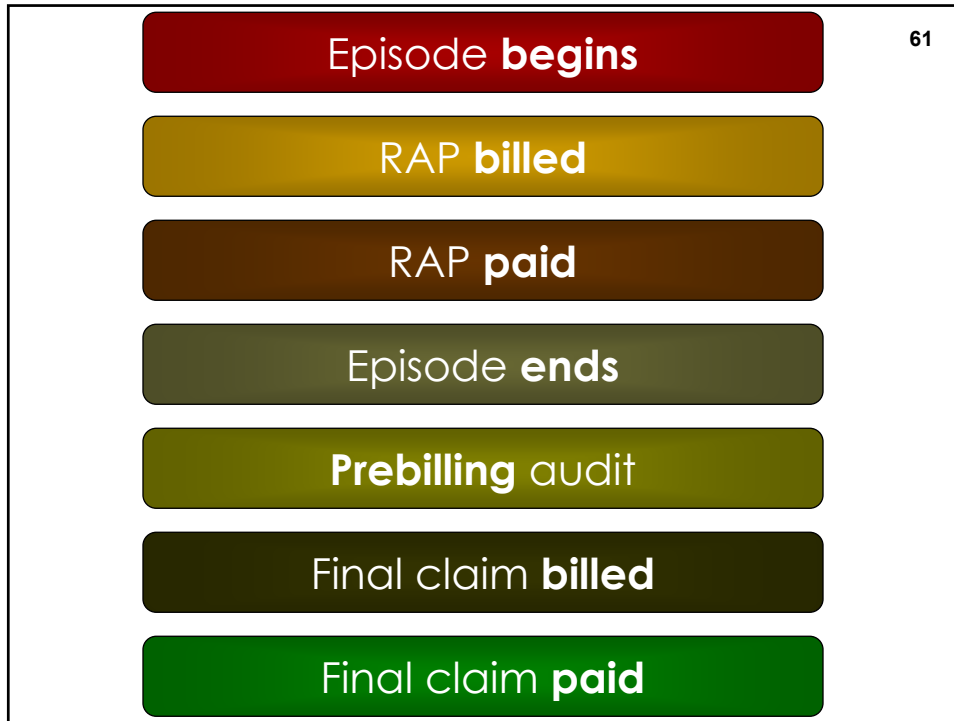 61
Episode begins
RAP billed
RAP paid
Episode ends
Prebilling audit
Final claim billed
Final claim paid